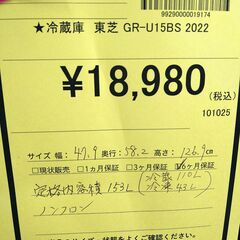 99290000019174
★冷蔵庫 東芝 GR-U15BS 2022
¥18,980
(税込)
101025
サイズ 幅: 47.9 奥行: 58.2 高さ: 126.9cm
□現状販売 □1ヵ月保証 □3ヶ月保証 ☑6ヶ月保証
定格内容積 153L (冷蔵 110L
冷凍 43L)
ノンフロン